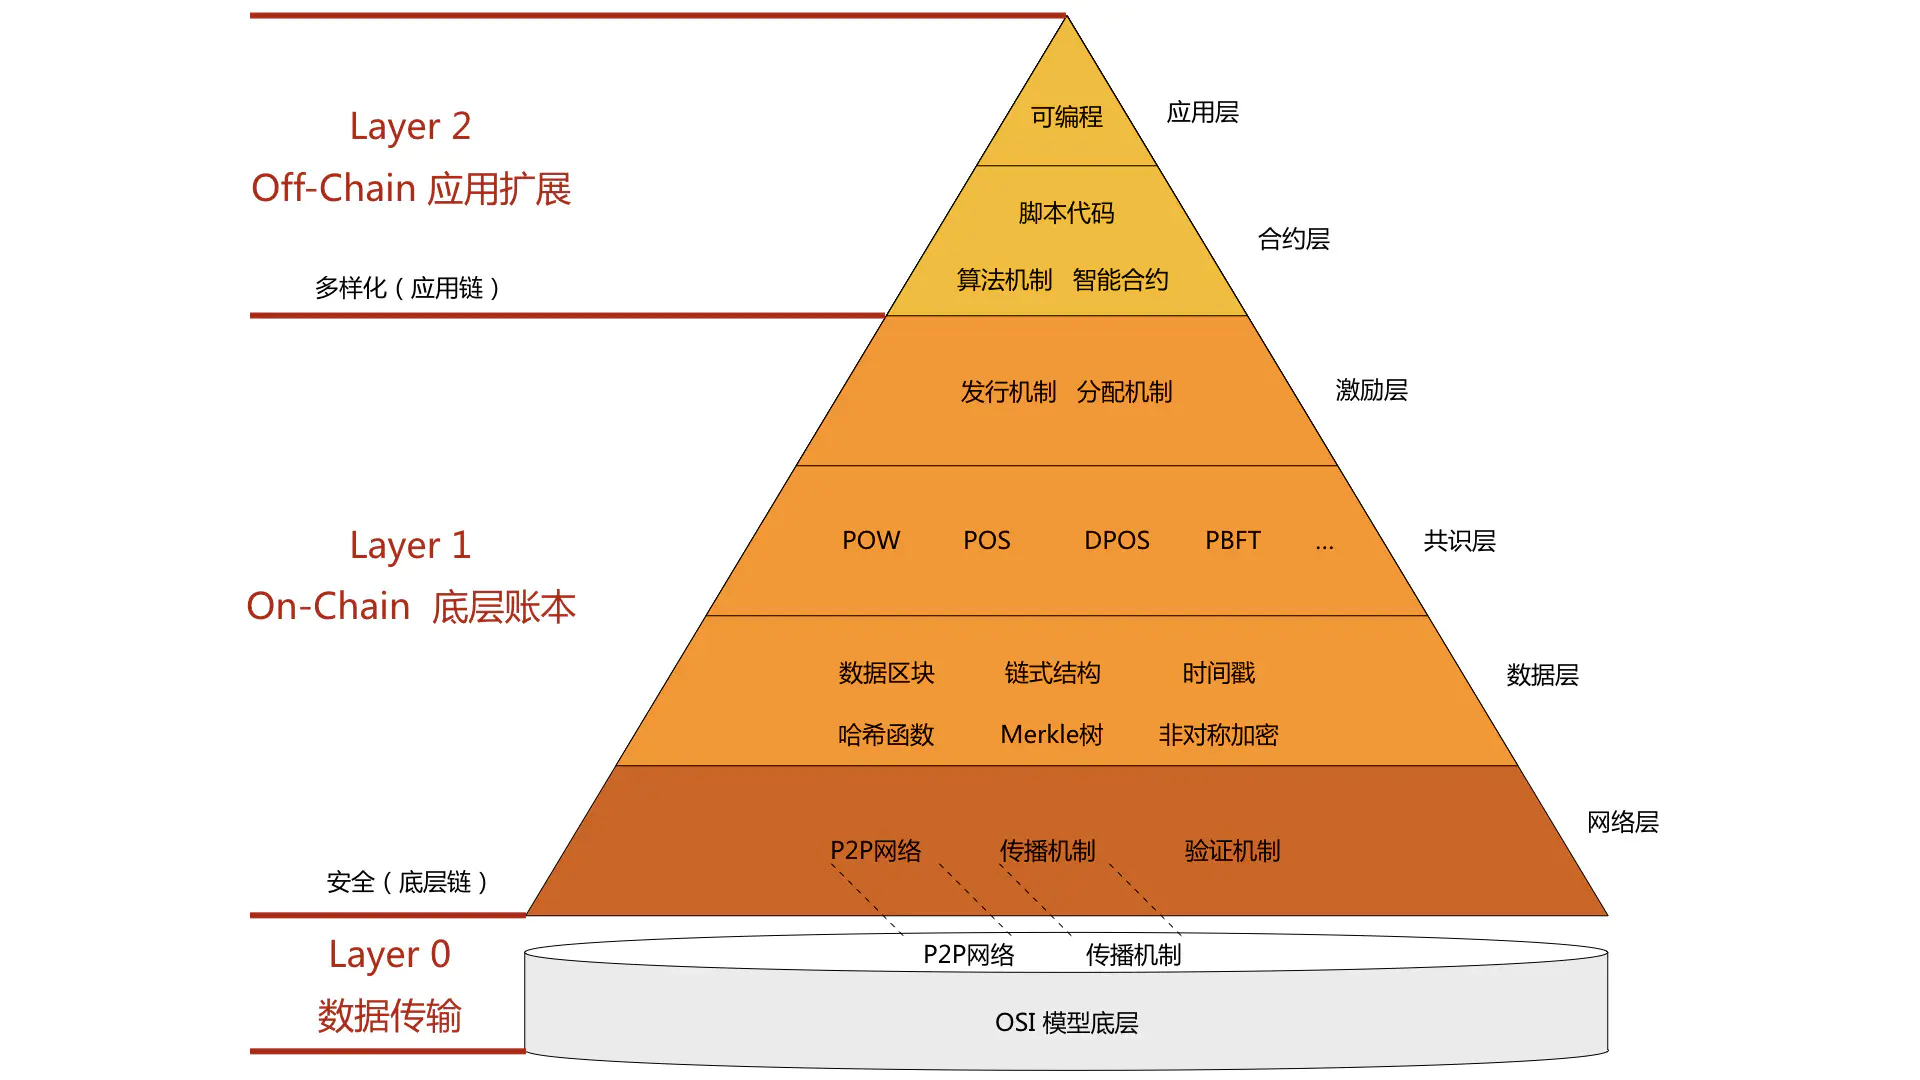 Layer 2
Off-Chain 应用扩展
多样化（应用链）
可编程
应用层
脚本代码
算法机制 智能合约
合约层
发行机制 分配机制
激励层
Layer 1
On-Chain 底层账本
POW POS DPOS PBFT ...
共识层
数据区块 链式结构 时间戳
哈希函数 Merkle树 非对称加密
数据层
P2P网络 传播机制 验证机制
网络层
安全（底层链）
Layer 0
数据传输
P2P网络 传播机制
OSI 模型底层